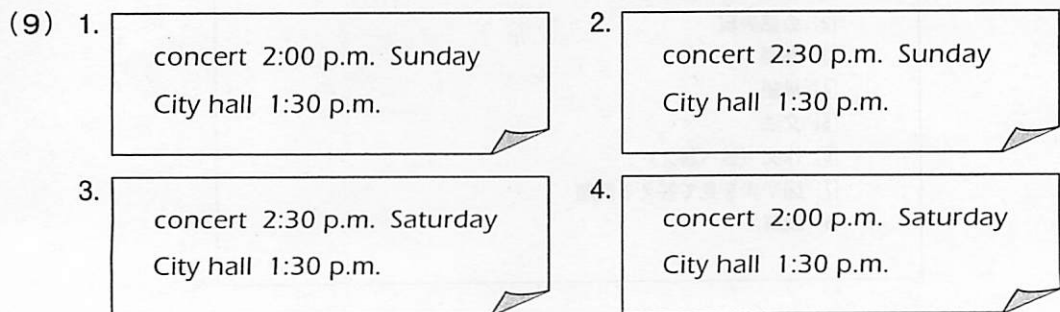 (9) 1.
concert 2:00 p.m. Sunday
City hall 1:30 p.m.
2.
concert 2:30 p.m. Sunday
City hall 1:30 p.m.
3.
concert 2:30 p.m. Saturday
City hall 1:30 p.m.
4.
concert 2:00 p.m. Saturday
City hall 1:30 p.m.